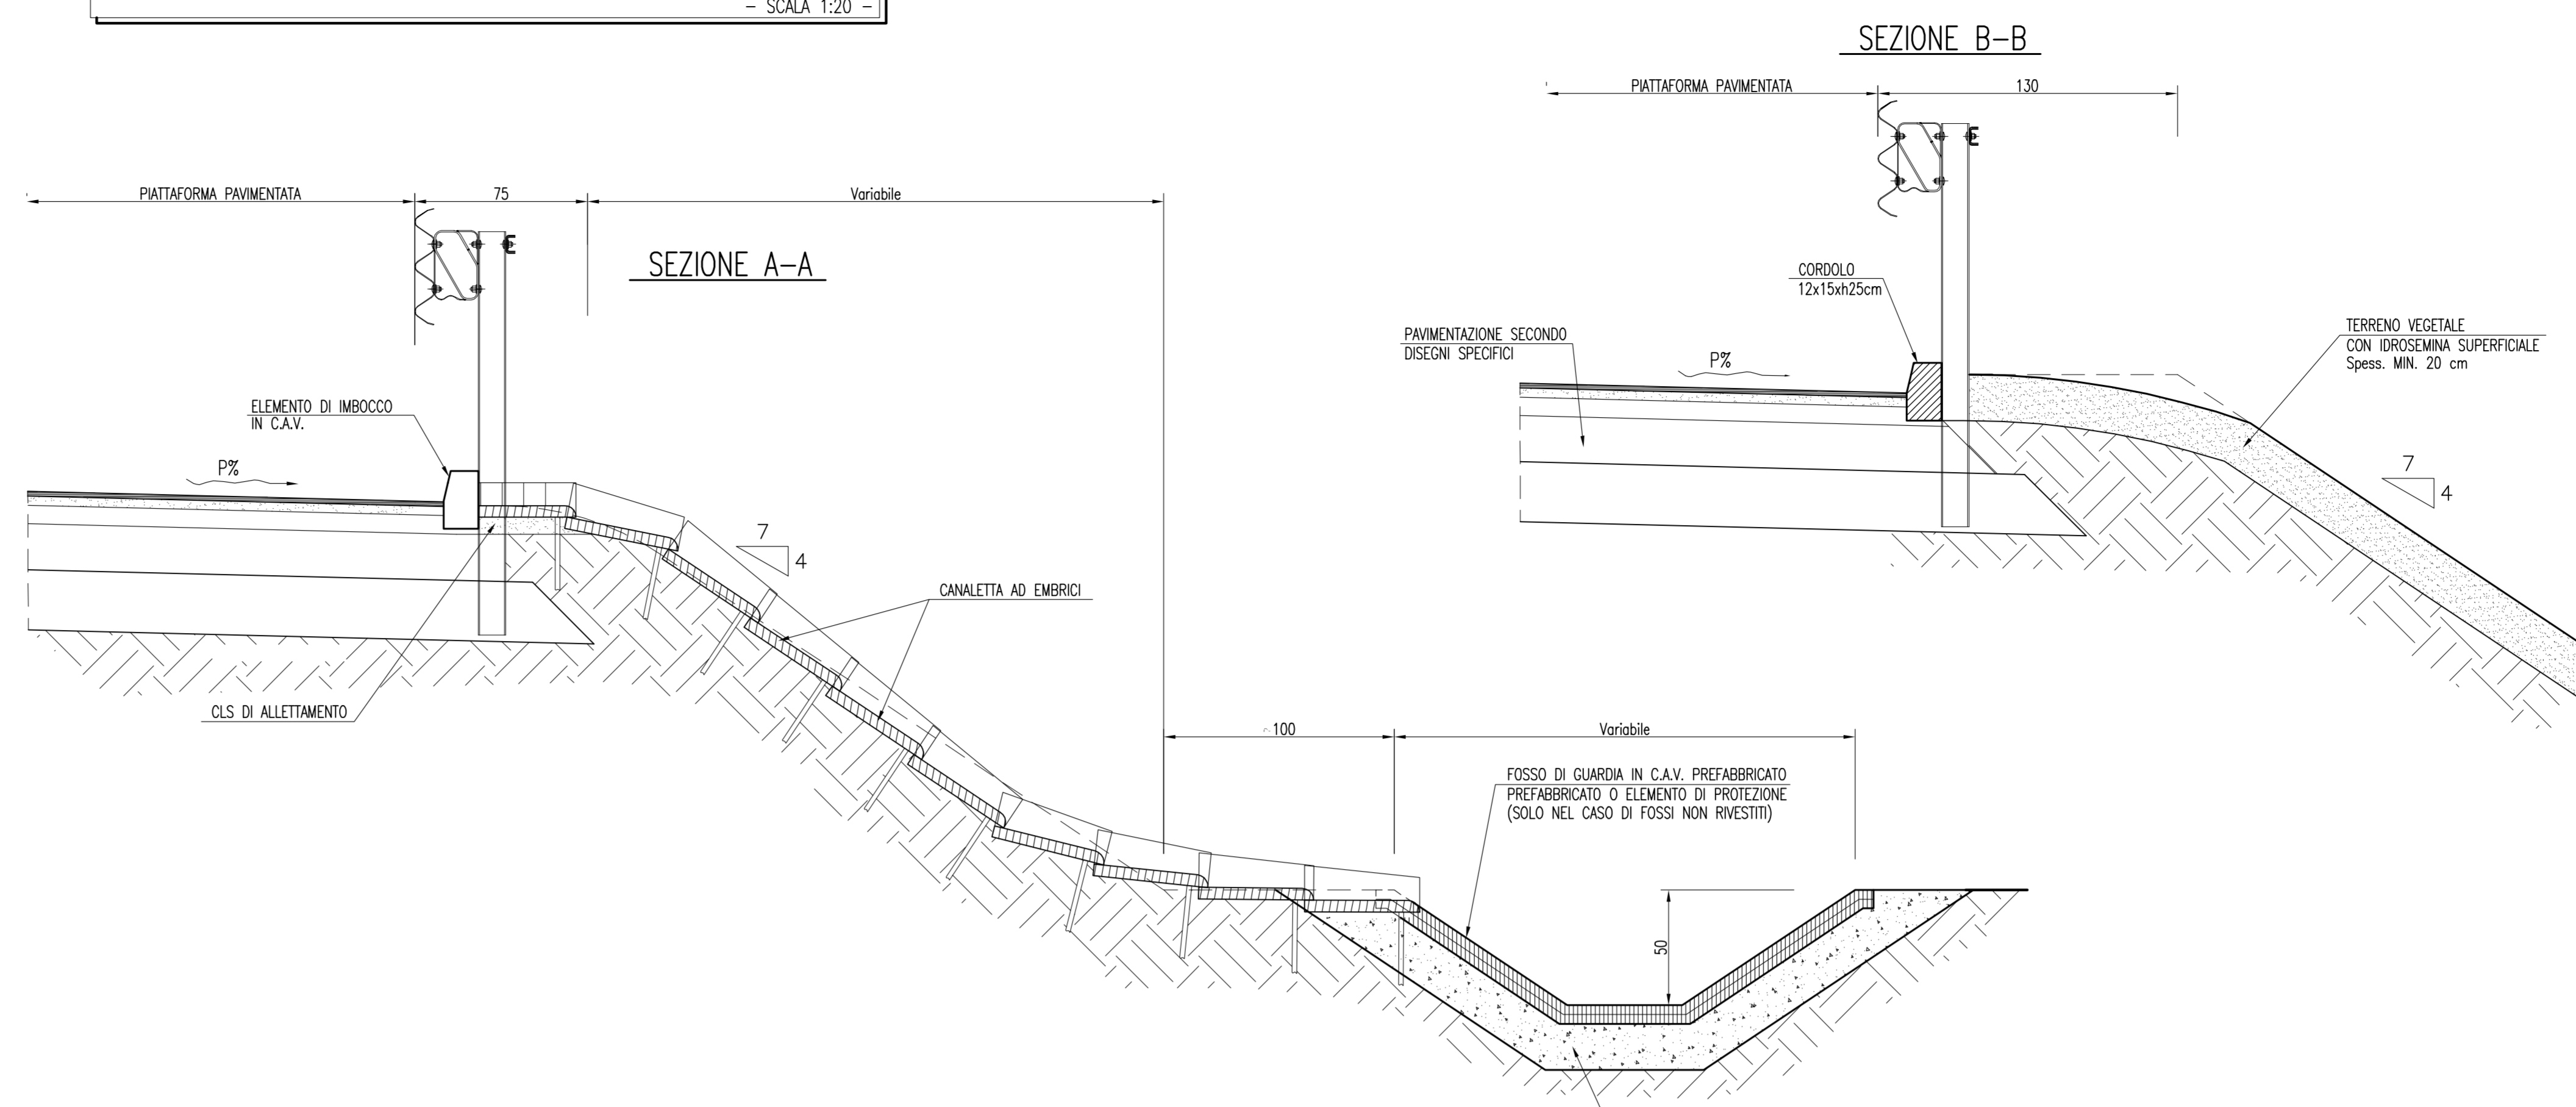 – SCALA 1:20 –
SEZIONE B–B
PIATTAFORMA PAVIMENTATA
130
PIATTAFORMA PAVIMENTATA
75
Variabile
SEZIONE A–A
CORDOLO
12x15xh25cm
PAVIMENTAZIONE SECONDO
DISEGNI SPECIFICI
P%
TERRENO VEGETALE
CON IDROSEMINA SUPERFICIALE
Spess. MIN. 20 cm
7
4
ELEMENTO DI IMBOCCO
IN C.A.V.
P%
7
4
CANALETTA AD EMBRICI
CLS DI ALLETTAMENTO
~100
Variabile
FOSSO DI GUARDIA IN C.A.V. PREFABBRICATO
PREFABBRICATO O ELEMENTO DI PROTEZIONE
(SOLO NEL CASO DI FOSSI NON RIVESTITI)
50